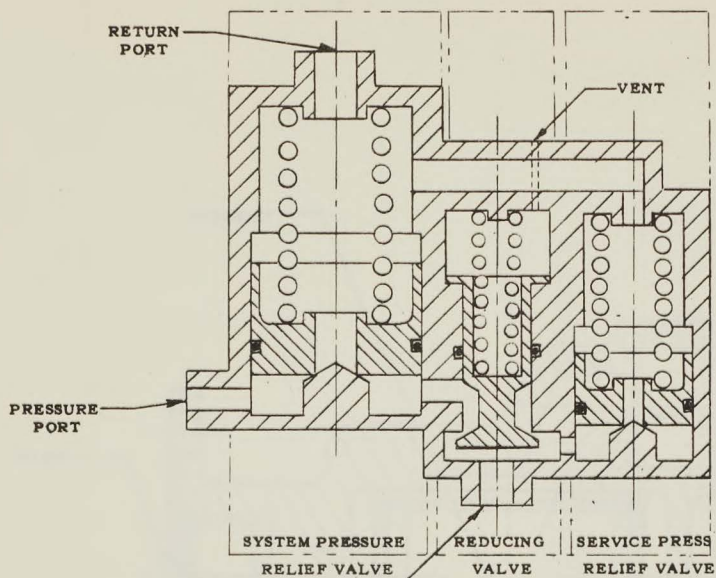 RETURN
PORT
VENT
PRESSURE
PORT
SYSTEM PRESSURE
RELIEF VALVE
REDUCING
VALVE
SERVICE PRESS
RELIEF VALVE